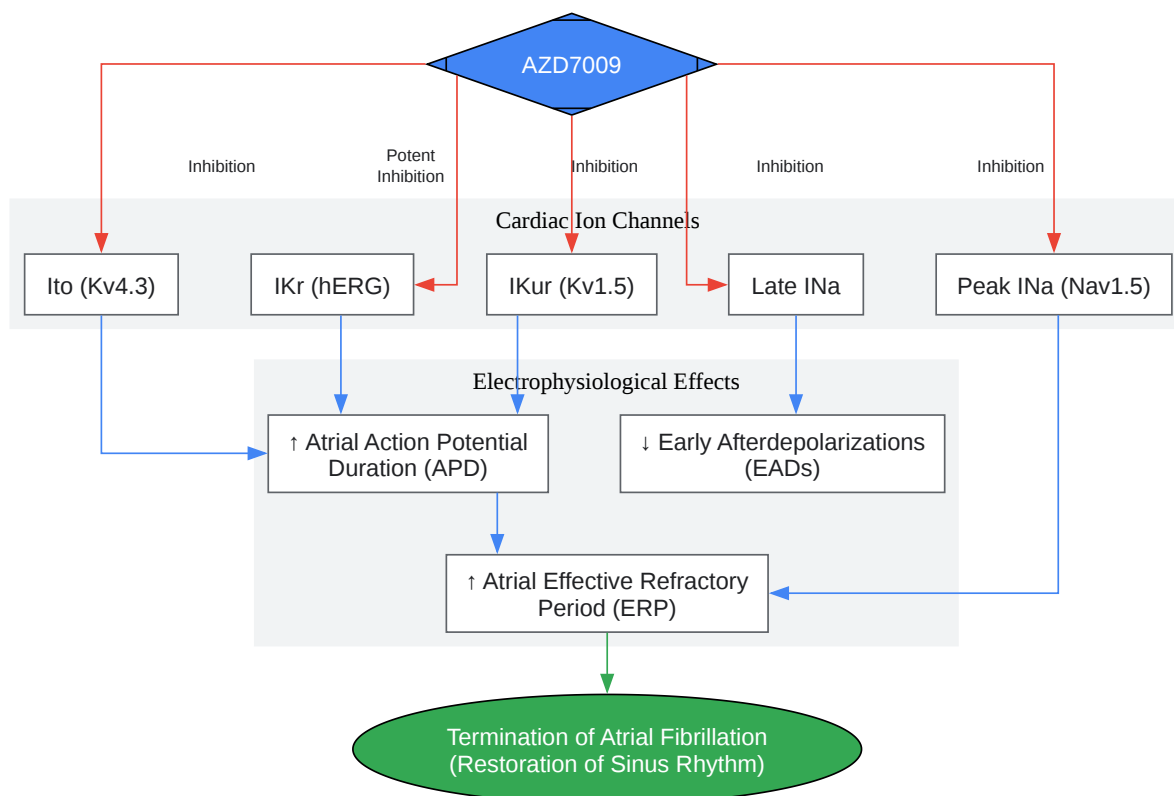 AZD7009
Inhibition
Potent
Inhibition
Inhibition
Inhibition
Inhibition
Cardiac Ion Channels
Ito (Kv4.3)
IKr (hERG)
IKur (Kv1.5)
Late INa
Peak INa (Nav1.5)
Electrophysiological Effects
↑ Atrial Action Potential
Duration (APD)
↓ Early Afterdepolarizations
(EADs)
↑ Atrial Effective Refractory
Period (ERP)
Termination of Atrial Fibrillation
(Restoration of Sinus Rhythm)